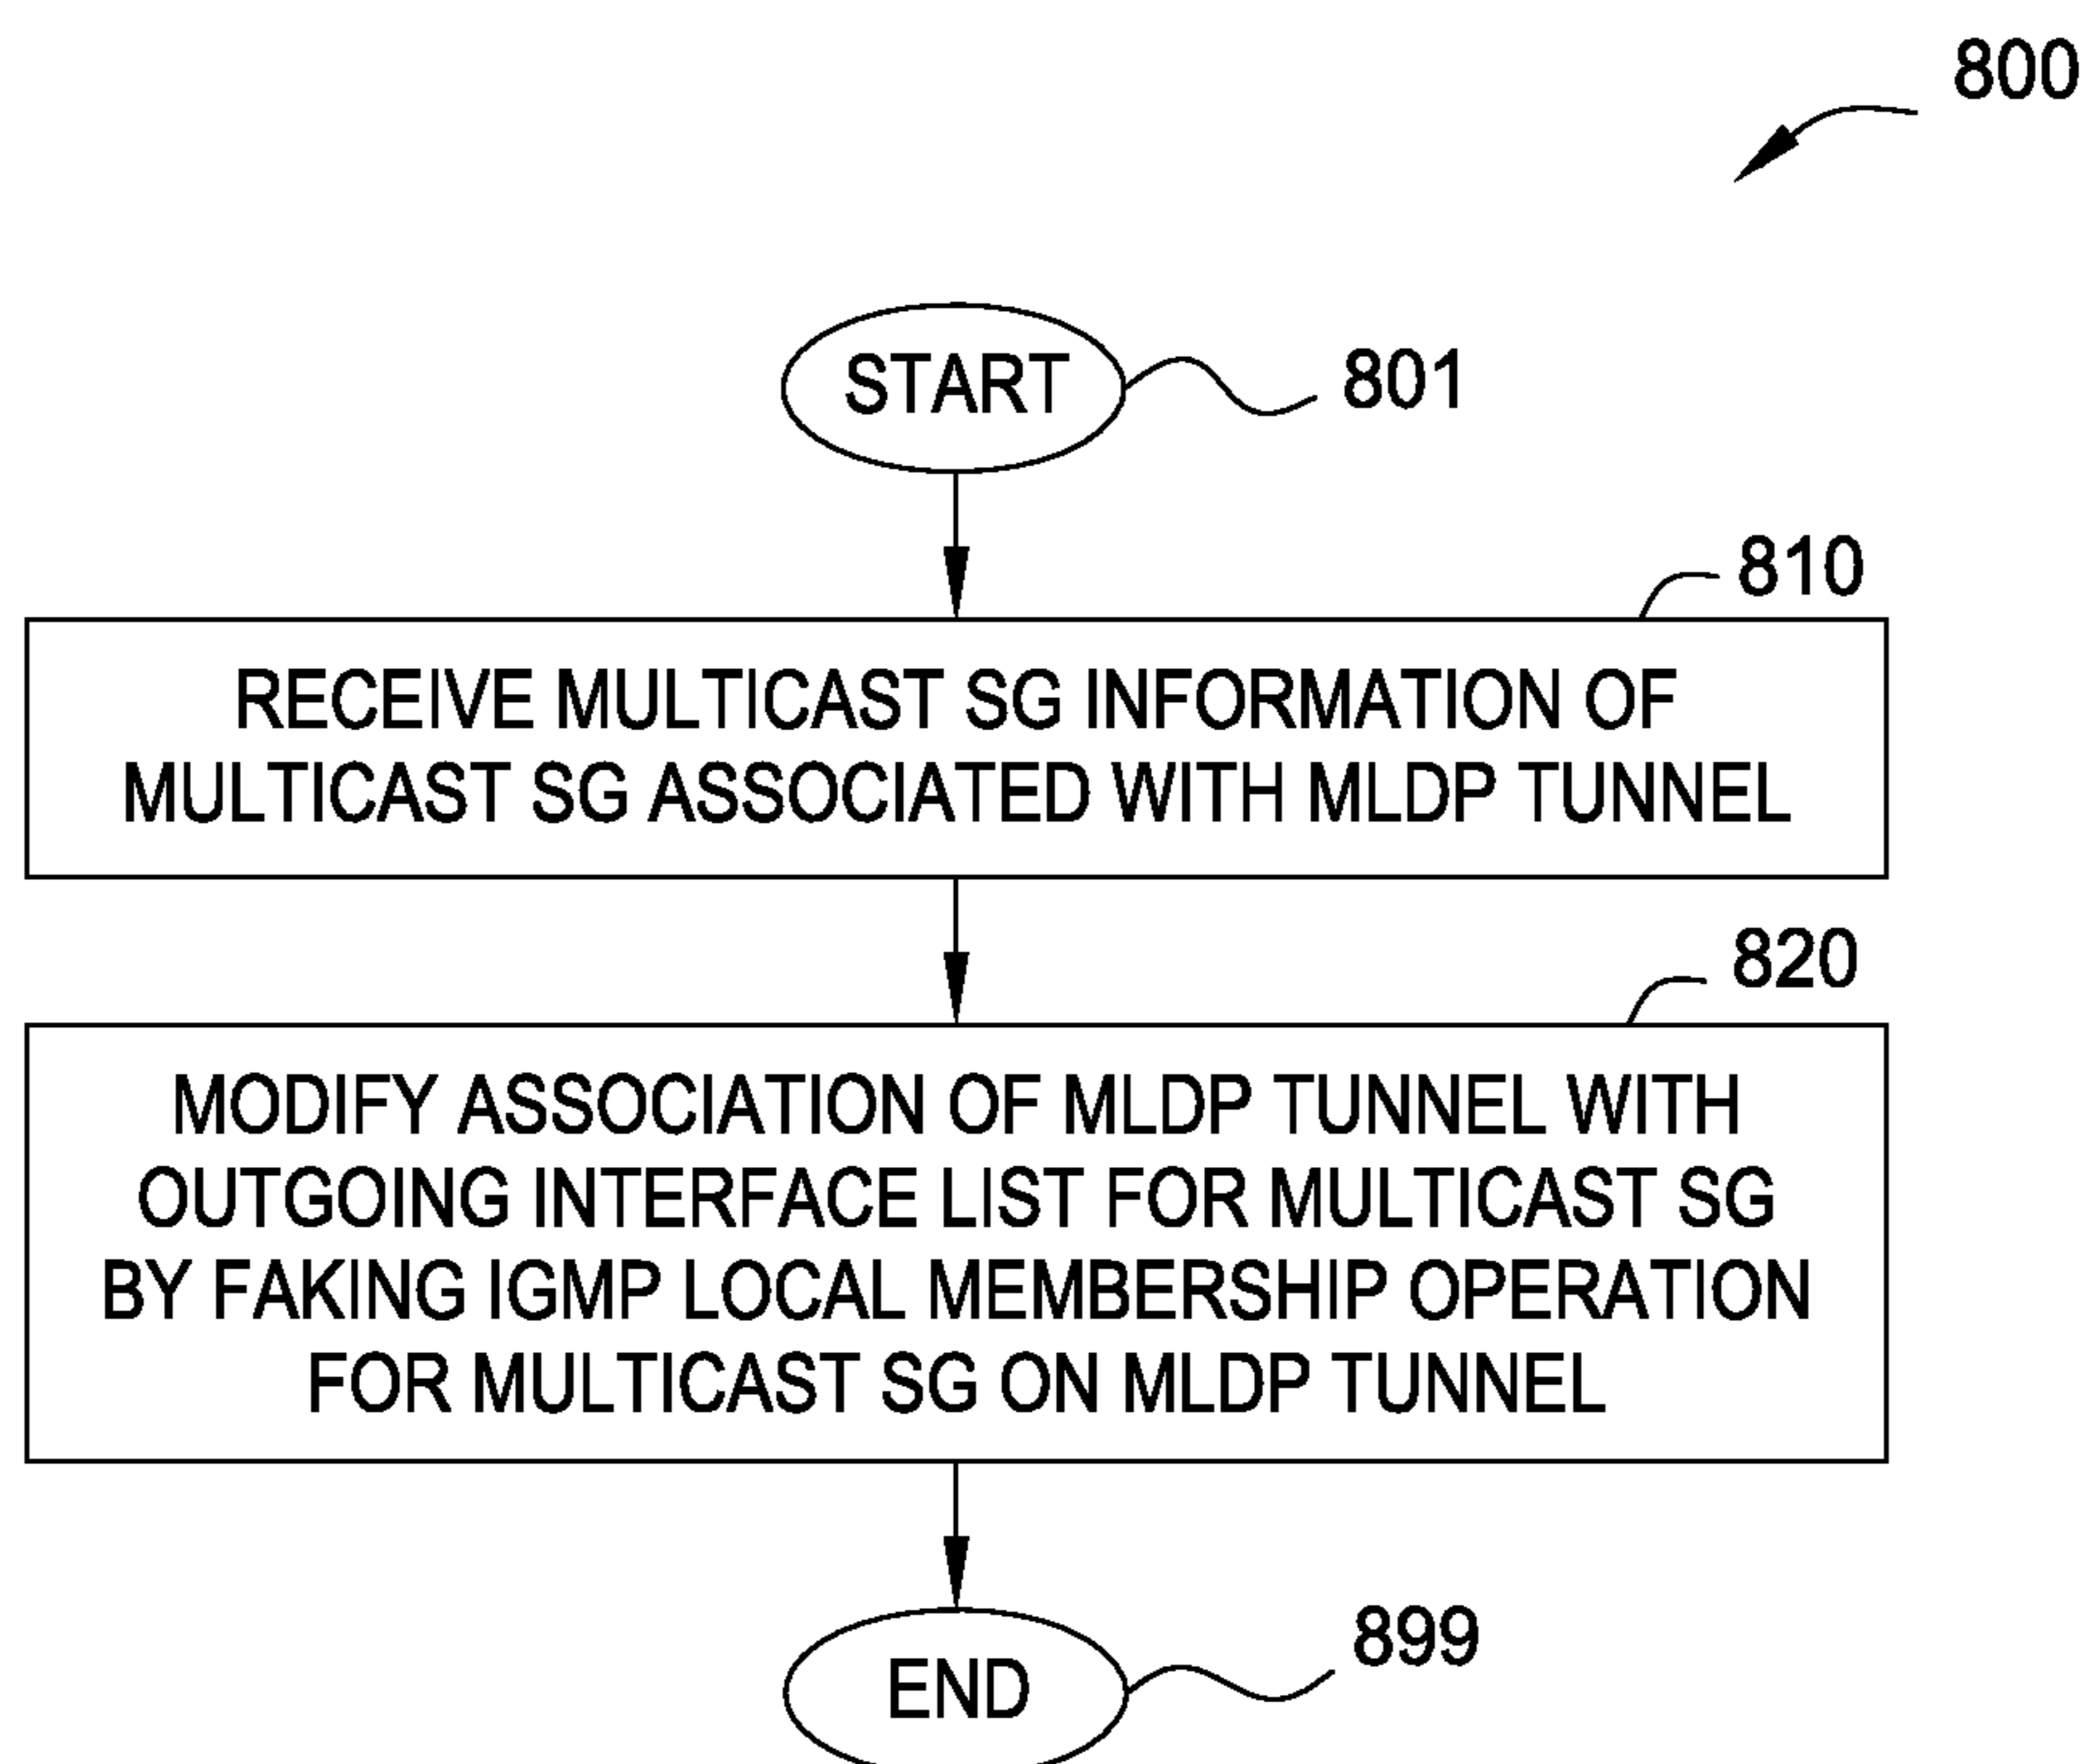 800
START
801
810
RECEIVE MULTICAST SG INFORMATION OF
MULTICAST SG ASSOCIATED WITH MLDP TUNNEL
820
MODIFY ASSOCIATION OF MLDP TUNNEL WITH
OUTGOING INTERFACE LIST FOR MULTICAST SG
BY FAKING IGMP LOCAL MEMBERSHIP OPERATION
FOR MULTICAST SG ON MLDP TUNNEL
899
END